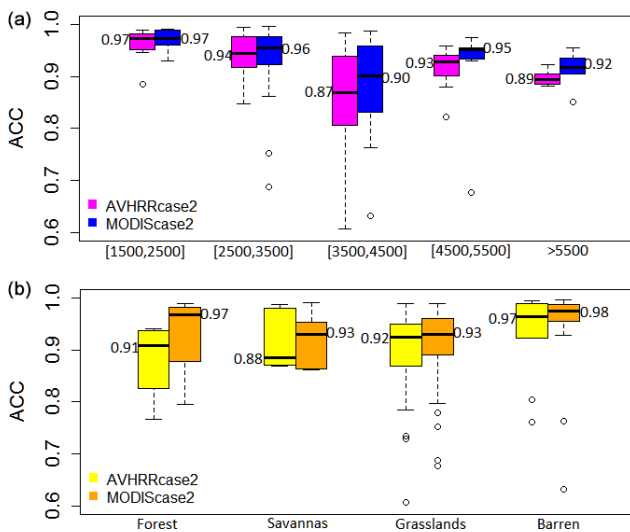 (a)
ACC
1.0
0.9
0.8
0.7
0.6
0.97
0.97
0.94
0.96
0.87
0.90
0.93
0.95
0.89
0.92
AVHRRcase2
MODIScase2
[1500,2500]
[2500,3500]
[3500,4500]
[4500,5500]
>5500
(b)
ACC
1.0
0.9
0.8
0.7
0.6
0.91
0.97
0.88
0.93
0.92
0.93
0.97
0.98
AVHRRcase2
MODIScase2
Forest
Savannas
Grasslands
Barren